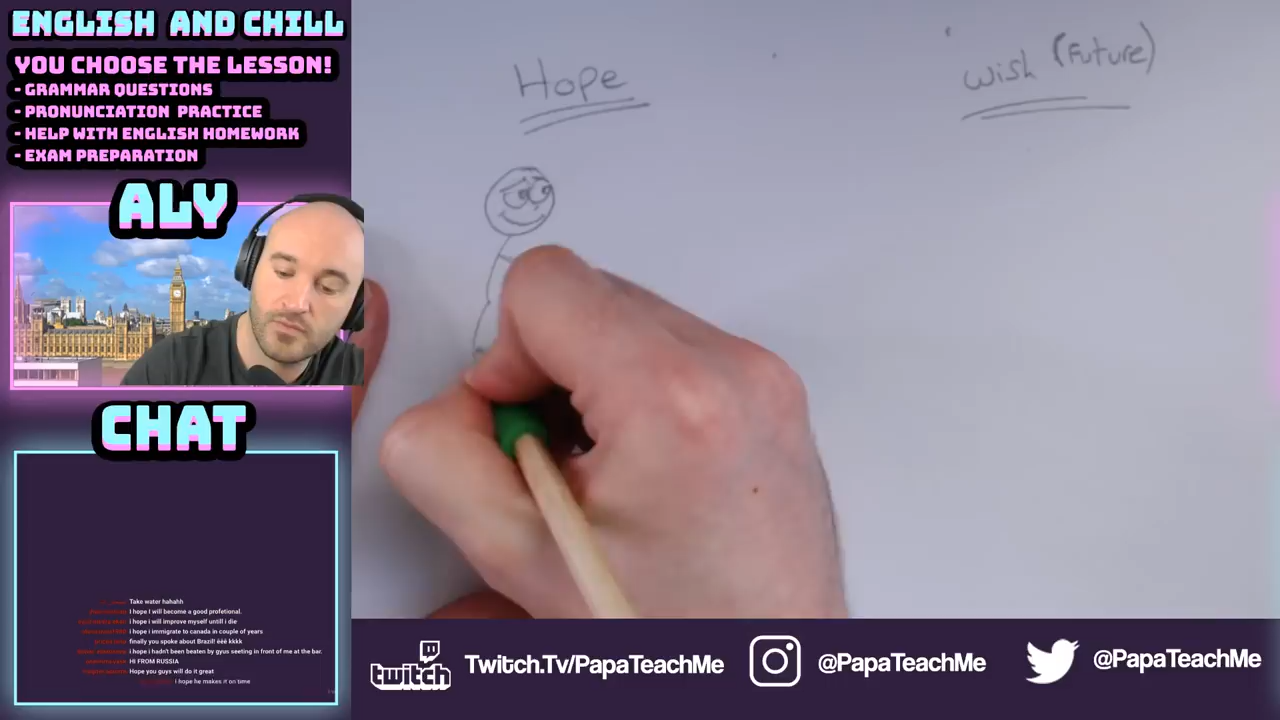 ENGLISH AND CHILL
YOU CHOOSE THE LESSON!
- GRAMMAR QUESTIONS
- PRONUNCIATION PRACTICE
- HELP WITH ENGLISH HOMEWORK
- EXAM PREPARATION
ALY
CHAT
Take water hahahh
I hope I will become a good profetional.
i hope i will improve myself untill i die
i hope i immigrate to canada in couple of years
finally you spoke about Brazil! êêê kkkk
i hope i hadn't been beaten by gyus seeting in front of me at the bar.
HI FROM RUSSIA
Hope you guys will do it great
I hope he makes it on time
Hope
wish (Future)
twitch
Twitch.Tv/PapaTeachMe
@PapaTeachMe
@PapaTeachMe